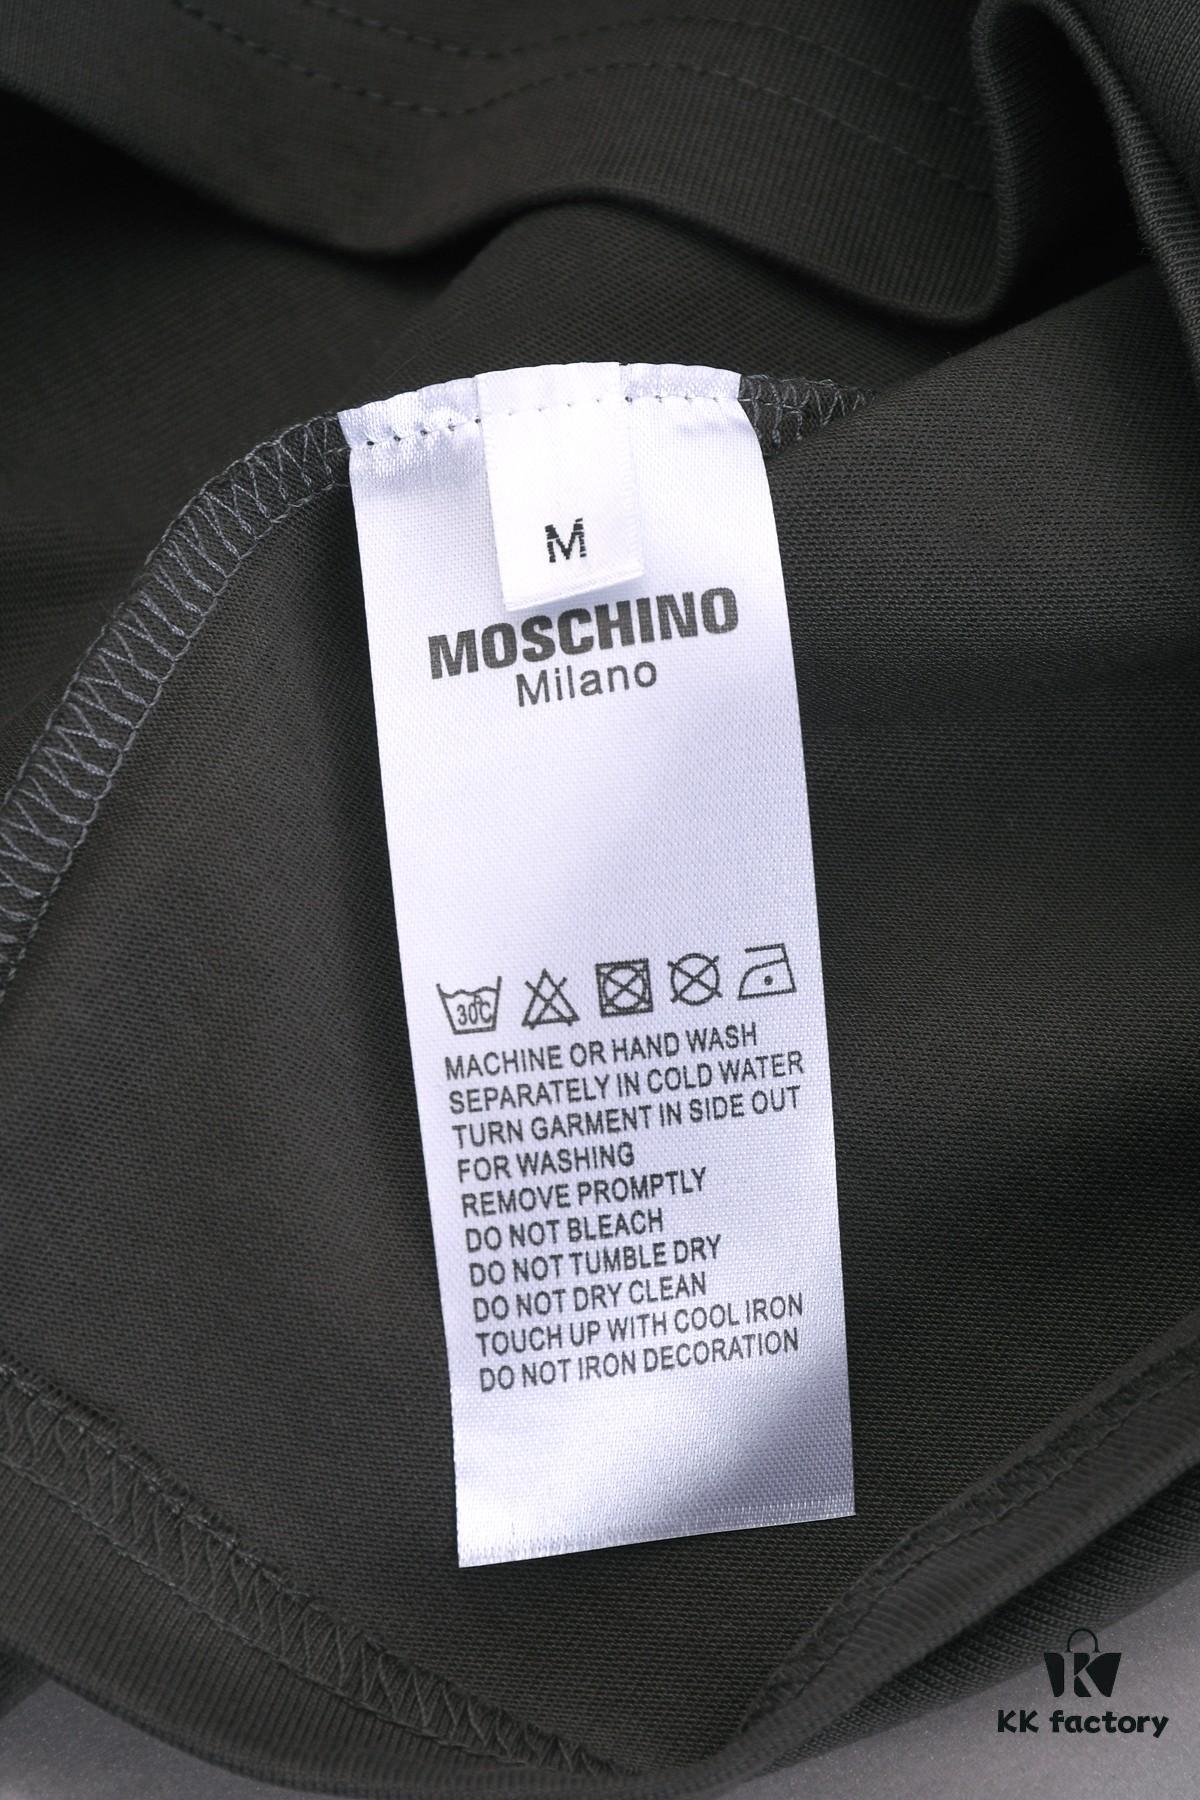 M
MOSCHINO
Milano
30°C
MACHINE OR HAND WASH
SEPARATELY IN COLD WATER
TURN GARMENT IN SIDE OUT
FOR WASHING
REMOVE PROMPTLY
DO NOT BLEACH
DO NOT TUMBLE DRY
DO NOT DRY CLEAN
TOUCH UP WITH COOL IRON
DO NOT IRON DECORATION
K
KK factory